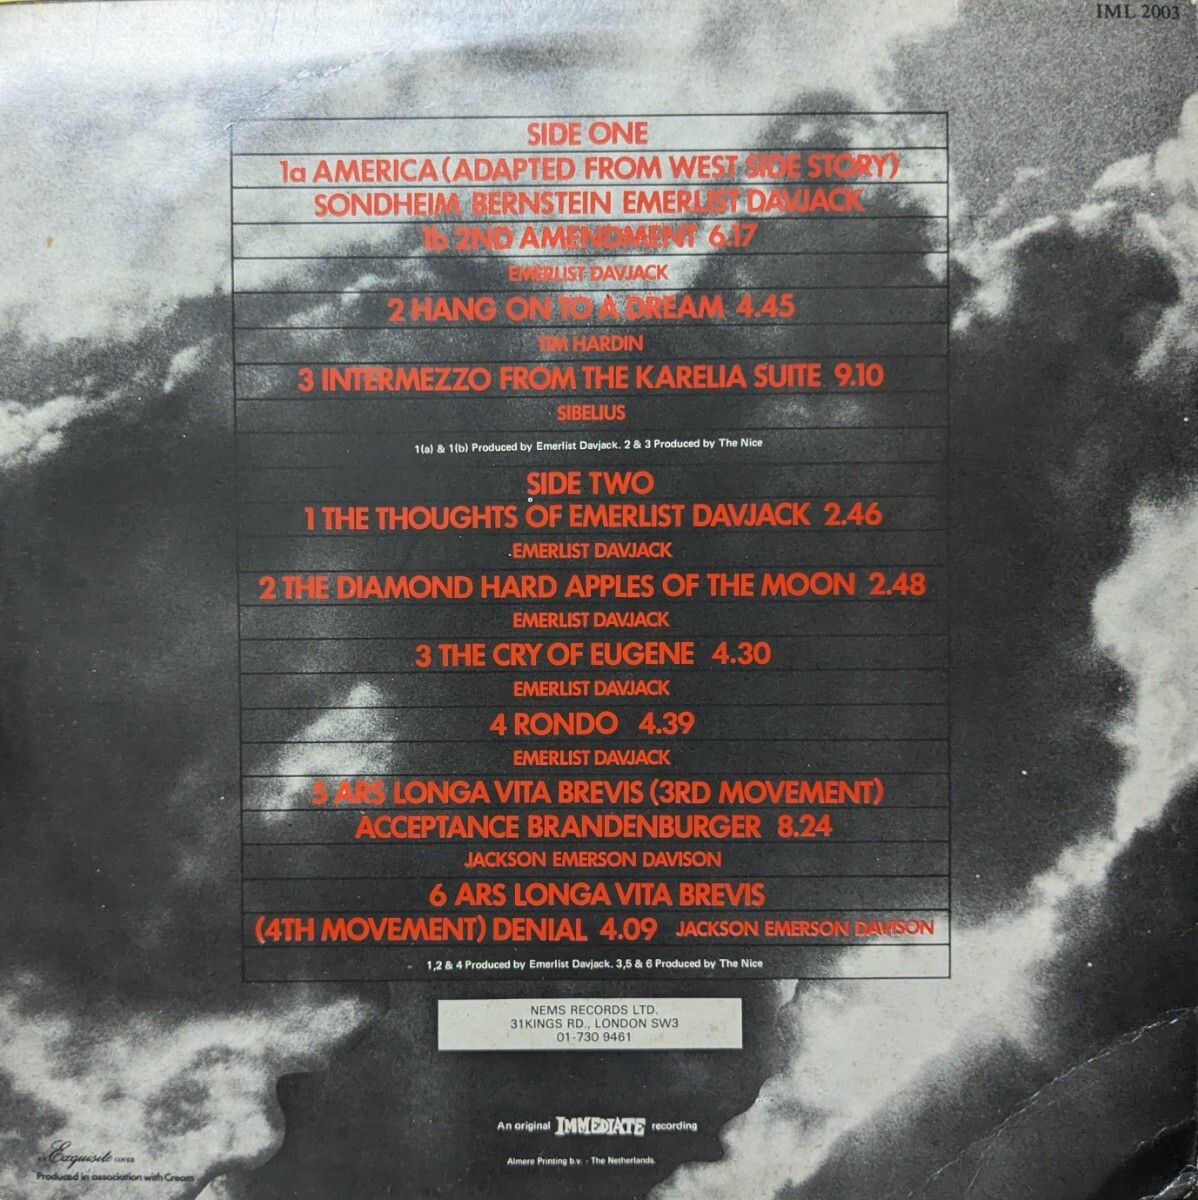 IML 2003
SIDE ONE
1a AMERICA (ADAPTED FROM WEST SIDE STORY)
SONDHEIM BERNSTEIN EMERLIST DAVJACK
1b 2ND AMENDMENT 6.17
EMERLIST DAVJACK
2 HANG ON TO A DREAM 4.45
TIM HARDIN
3 INTERMEZZO FROM THE KARELIA SUITE 9.10
SIBELIUS
1(a) & 1(b) Produced by Emerlist Davjack. 2 & 3 Produced by The Nice
SIDE TWO
1 THE THOUGHTS OF EMERLIST DAVJACK 2.46
EMERLIST DAVJACK
2 THE DIAMOND HARD APPLES OF THE MOON 2.48
EMERLIST DAVJACK
3 THE CRY OF EUGENE 4.30
EMERLIST DAVJACK
4 RONDO 4.39
EMERLIST DAVJACK
5 ARS LONGA VITA BREVIS (3RD MOVEMENT)
ACCEPTANCE BRANDENBURGER 8.24
JACKSON EMERSON DAVISON
6 ARS LONGA VITA BREVIS
(4TH MOVEMENT) DENIAL 4.09 JACKSON EMERSON DAVISON
1,2 & 4 Produced by Emerlist Davjack. 3,5 & 6 Produced by The Nice
NEMS RECORDS LTD.
31KINGS RD., LONDON SW3
01-730 9461
An original IMMEDIATE recording
Almere Printing b.v. - The Netherlands.
Exquisite COVER
Produced in association with Cream